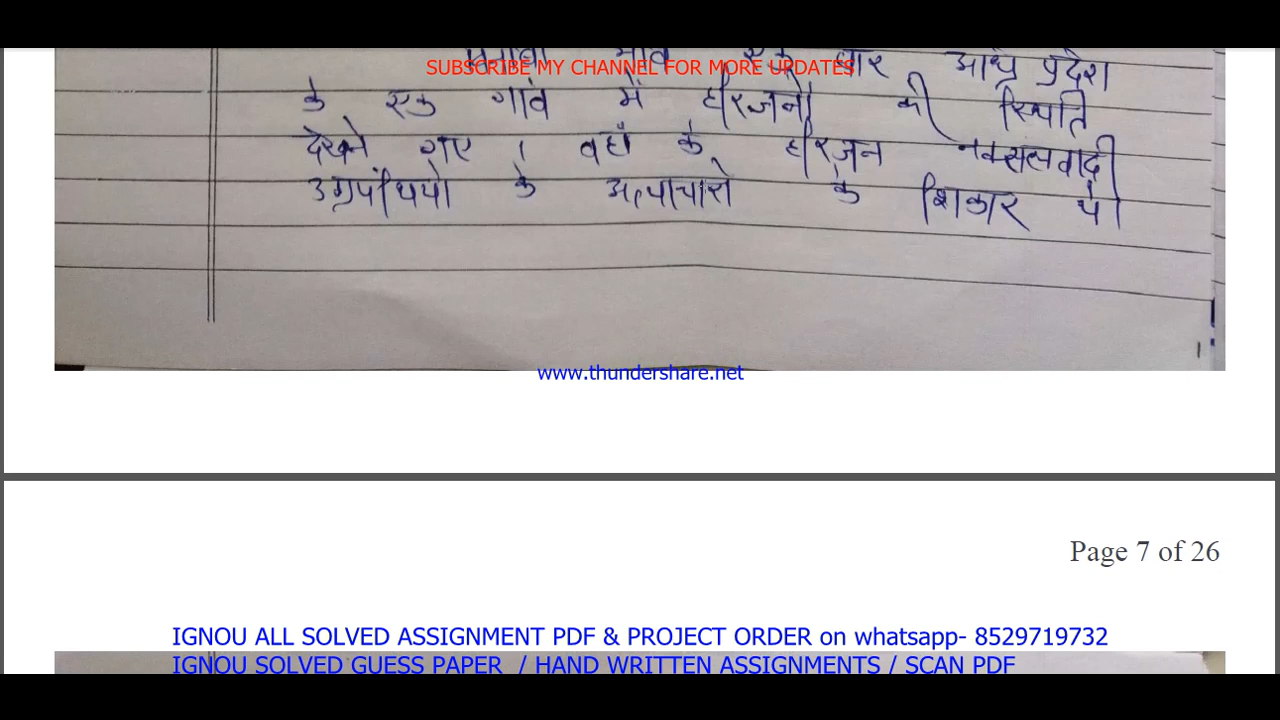 एक बार आंध्र प्रदेश
SUBSCRIBE MY CHANNEL FOR MORE UPDATES
के एक गांव में हरिजनों की स्थिति
देखने गए । वहाँ के हरिजन नक्सलवादी
उग्रपंथियो के अत्याचारो के शिकार थे।
www.thundershare.net
Page 7 of 26
IGNOU ALL SOLVED ASSIGNMENT PDF & PROJECT ORDER on whatsapp- 8529719732
IGNOU SOLVED GUESS PAPER / HAND WRITTEN ASSIGNMENTS / SCAN PDF